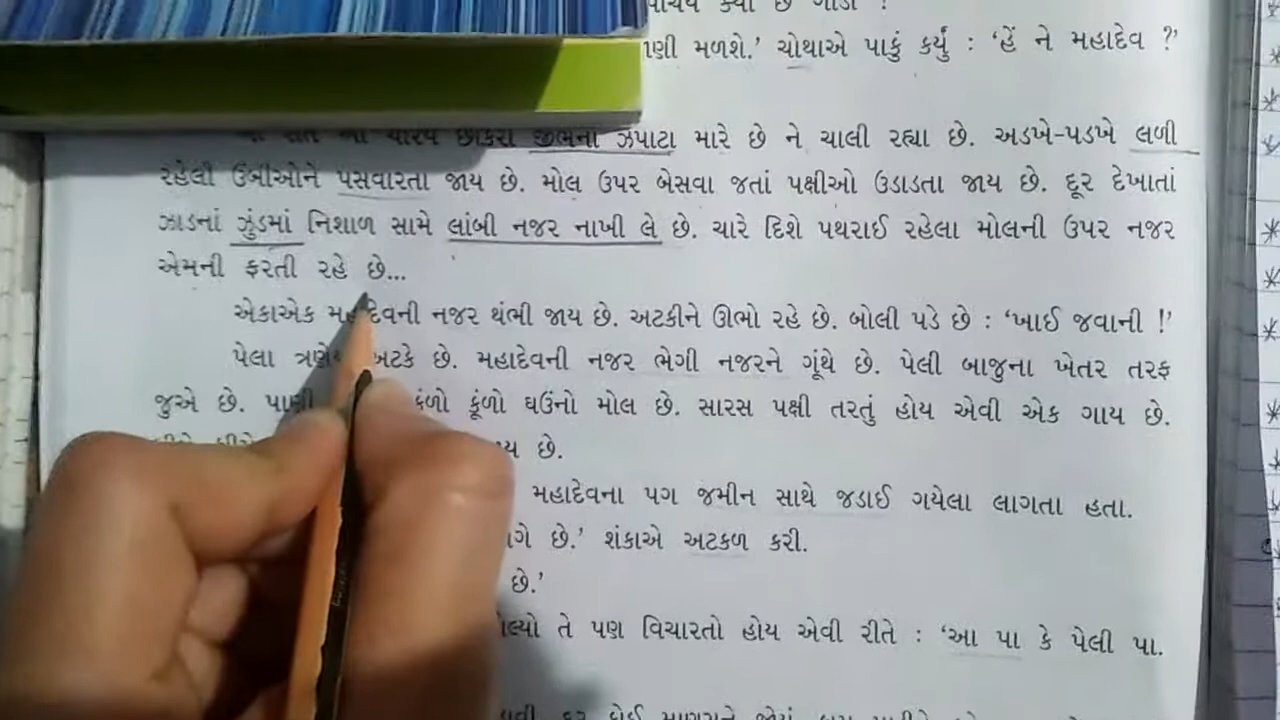 મળશે.’ ચોથાએ પાકું કર્યું : ‘હેં ને મહાદેવ ?’
છોકરા જીભના ઝપાટા મારે છે ને ચાલી રહ્યા છે. અડખે-પડખે લળી
રહેલી ઉંબીઓને પસવારતા જાય છે. મોલ ઉપર બેસવા જતાં પક્ષીઓ ઉડાડતા જાય છે. દૂર દેખાતાં
ઝાડનાં ઝુંડમાં નિશાળ સામે લાંબી નજર નાખી લે છે. ચારે દિશે પથરાઈ રહેલા મોલની ઉપર નજર
એમની ફરતી રહે છે...
એકાએક મહાદેવની નજર થંભી જાય છે. અટકીને ઊભો રહે છે. બોલી પડે છે : ‘ખાઈ જવાની !’
પેલા અટકે છે. મહાદેવની નજર ભેગી નજરને ગૂંથે છે. પેલી બાજુના ખેતર તરફ
જુએ છે. કૂંળો ઘઉંનો મોલ છે. સારસ પક્ષી તરતું હોય એવી એક ગાય છે.
છે.
મહાદેવના પગ જમીન સાથે જડાઈ ગયેલા લાગતા હતા.
છે.’ શંકાએ અટકળ કરી.
છે.’
તે પણ વિચારતો હોય એવી રીતે : ‘આ પા કે પેલી પા.